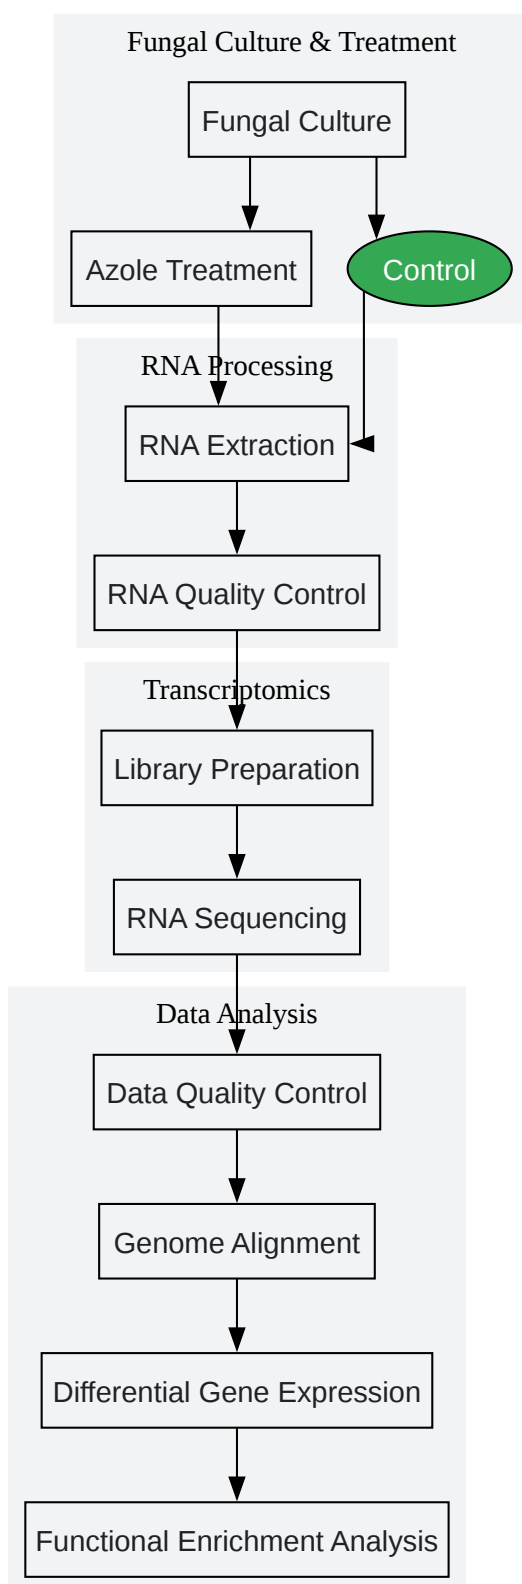 Fungal Culture & Treatment
Fungal Culture
Azole Treatment
Control
RNA Processing
RNA Extraction
RNA Quality Control
Transcriptomics
Library Preparation
RNA Sequencing
Data Analysis
Data Quality Control
Genome Alignment
Differential Gene Expression
Functional Enrichment Analysis